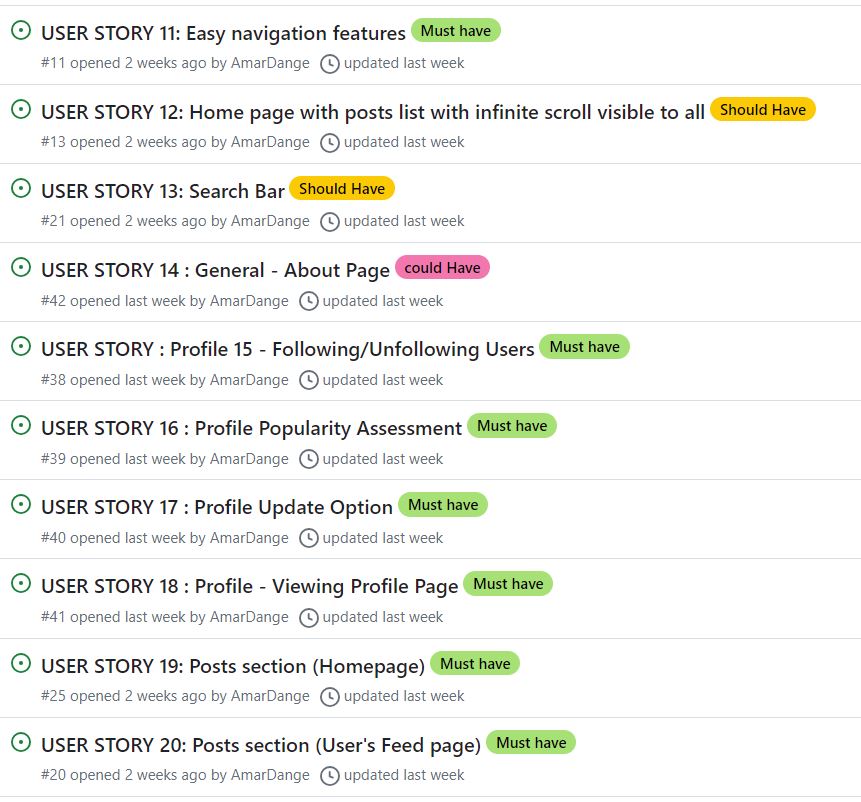 USER STORY 11: Easy navigation features Must have
#11 opened 2 weeks ago by AmarDange updated last week
USER STORY 12: Home page with posts list with infinite scroll visible to all Should Have
#13 opened 2 weeks ago by AmarDange updated last week
USER STORY 13: Search Bar Should Have
#21 opened 2 weeks ago by AmarDange updated last week
USER STORY 14 : General - About Page could Have
#42 opened last week by AmarDange updated last week
USER STORY : Profile 15 - Following/Unfollowing Users Must have
#38 opened last week by AmarDange updated last week
USER STORY 16 : Profile Popularity Assessment Must have
#39 opened last week by AmarDange updated last week
USER STORY 17 : Profile Update Option Must have
#40 opened last week by AmarDange updated last week
USER STORY 18 : Profile - Viewing Profile Page Must have
#41 opened last week by AmarDange updated last week
USER STORY 19: Posts section (Homepage) Must have
#25 opened 2 weeks ago by AmarDange updated last week
USER STORY 20: Posts section (User's Feed page) Must have
#20 opened 2 weeks ago by AmarDange updated last week